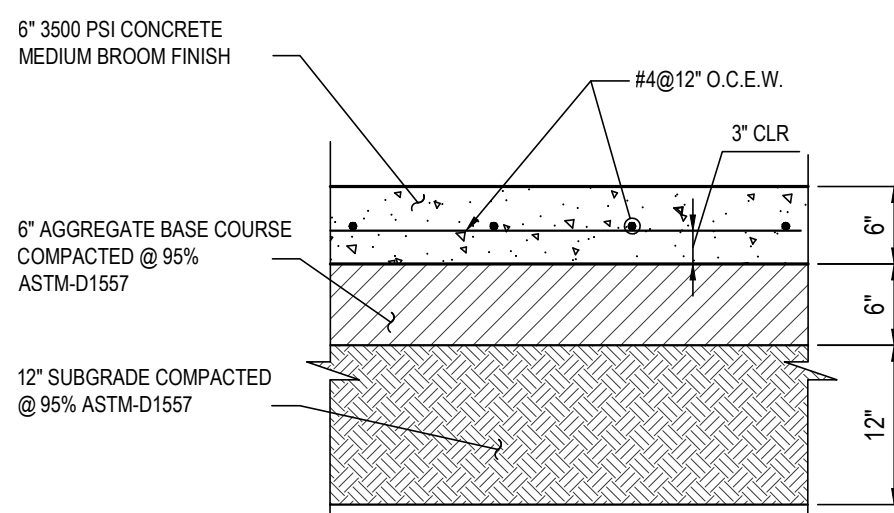 6" 3500 PSI CONCRETE
MEDIUM BROOM FINISH
#4@12" O.C.E.W.
3" CLR
6" AGGREGATE BASE COURSE
COMPACTED @ 95%
ASTM-D1557
12" SUBGRADE COMPACTED
@ 95% ASTM-D1557
6"
6"
12"